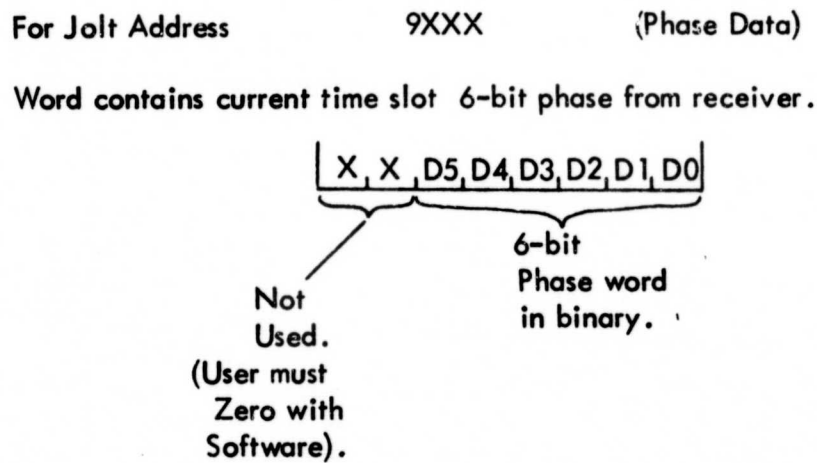 For Jolt Address 9XXX (Phase Data)
Word contains current time slot 6-bit phase from receiver.
X X D5 D4 D3 D2 D1 D0
6-bit
Phase word
in binary.
Not
Used.
(User must
Zero with
Software).